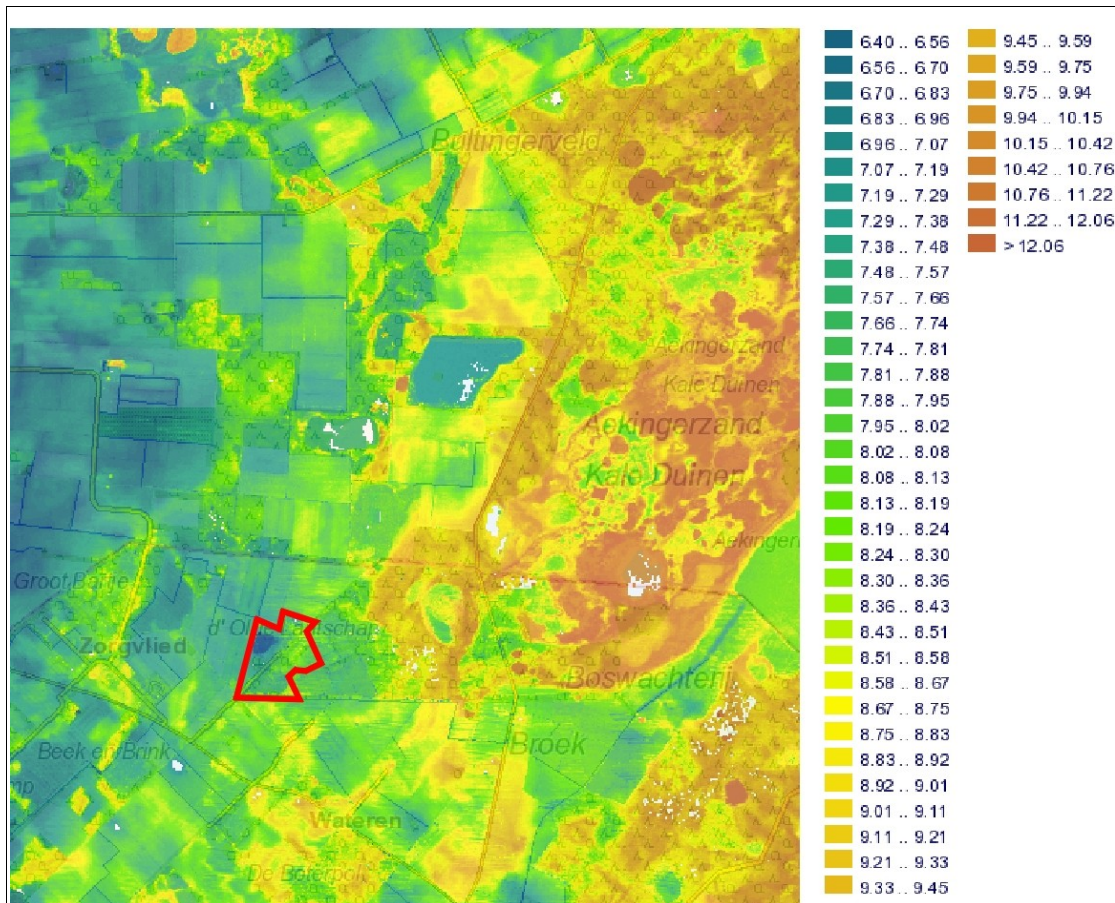 Bultingerveld
Aekingerzand
Kale Duinen
Aekingerzand
Kale Duinen
Groot Bartje
d' Olde Landschap
Zorgvlied
Boswachterij
Broek
Beek en Brink
Wateren
De Boterpolt
6.40 .. 6.56
6.56 .. 6.70
6.70 .. 6.83
6.83 .. 6.96
6.96 .. 7.07
7.07 .. 7.19
7.19 .. 7.29
7.29 .. 7.38
7.38 .. 7.48
7.48 .. 7.57
7.57 .. 7.66
7.66 .. 7.74
7.74 .. 7.81
7.81 .. 7.88
7.88 .. 7.95
7.95 .. 8.02
8.02 .. 8.08
8.08 .. 8.13
8.13 .. 8.19
8.19 .. 8.24
8.24 .. 8.30
8.30 .. 8.36
8.36 .. 8.43
8.43 .. 8.51
8.51 .. 8.58
8.58 .. 8.67
8.67 .. 8.75
8.75 .. 8.83
8.83 .. 8.92
8.92 .. 9.01
9.01 .. 9.11
9.11 .. 9.21
9.21 .. 9.33
9.33 .. 9.45
9.45 .. 9.59
9.59 .. 9.75
9.75 .. 9.94
9.94 .. 10.15
10.15 .. 10.42
10.42 .. 10.76
10.76 .. 11.22
11.22 .. 12.06
> 12.06